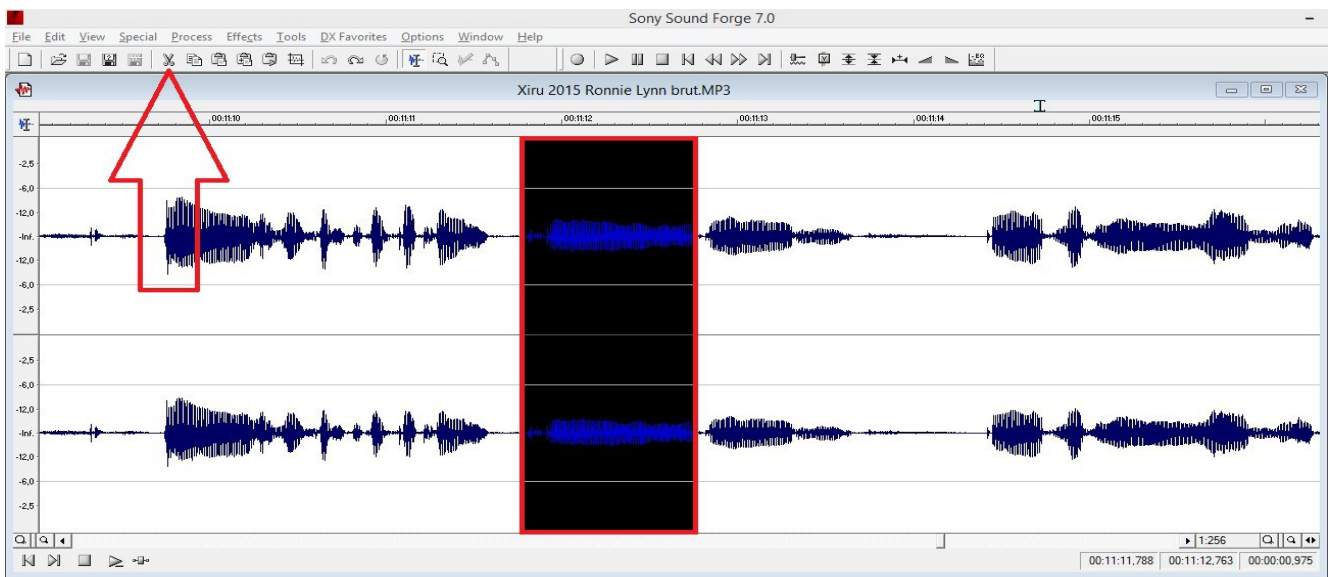 Sony Sound Forge 7.0
File Edit View Special Process Effects Tools DX Favorites Options Window Help
Xiru 2015 Ronnie Lynn brut.MP3
,00:11:10 ,00:11:11 ,00:11:12 ,00:11:13 ,00:11:14 ,00:11:15
-2,5
-6,0
-12,0
-Inf.
-12,0
-6,0
-2,5
-2,5
-6,0
-12,0
-Inf.
-12,0
-6,0
-2,5
1:256
00:11:11,788 00:11:12,763 00:00:00,975